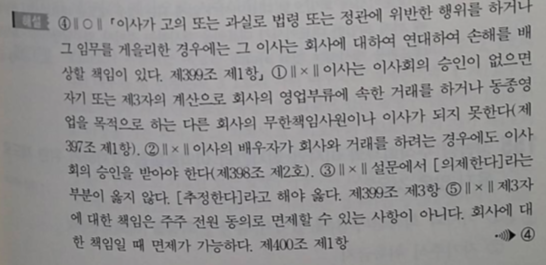 해설 ④∥○∥「이사가 고의 또는 과실로 법령 또는 정관에 위반한 행위를 하거나
그 임무를 게을리한 경우에는 그 이사는 회사에 대하여 연대하여 손해를 배
상할 책임이 있다. 제399조 제1항」 ①∥×∥이사는 이사회의 승인이 없으면
자기 또는 제3자의 계산으로 회사의 영업부류에 속한 거래를 하거나 동종영
업을 목적으로 하는 다른 회사의 무한책임사원이나 이사가 되지 못한다(제
397조 제1항). ②∥×∥이사의 배우자가 회사와 거래를 하려는 경우에도 이사
회의 승인을 받아야 한다(제398조 제2호). ③∥×∥설문에서 [의제한다]라는
부분이 옳지 않다. [추정한다]라고 해야 옳다. 제399조 제3항 ⑤∥×∥제3자
에 대한 책임은 주주 전원 동의로 면제할 수 있는 사항이 아니다. 회사에 대
한 책임일 때 면제가 가능하다. 제400조 제1항
④